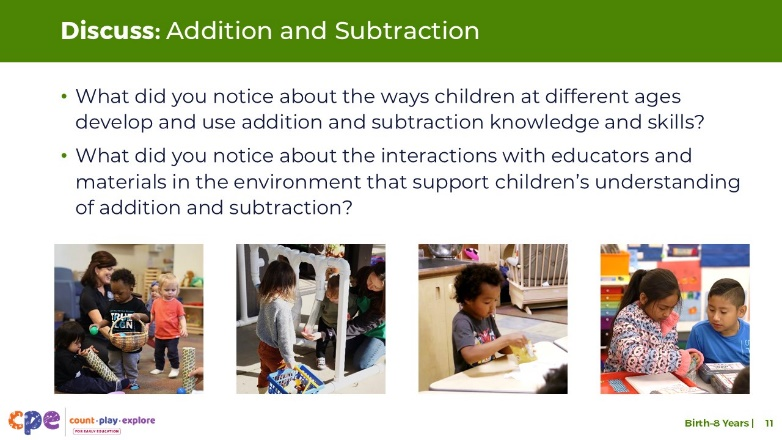 Discuss: Addition and Subtraction
• What did you notice about the ways children at different ages
develop and use addition and subtraction knowledge and skills?
• What did you notice about the interactions with educators and
materials in the environment that support children’s understanding
of addition and subtraction?
cpe
count·play·explore
FOR EARLY EDUCATION
Birth–8 Years | 11